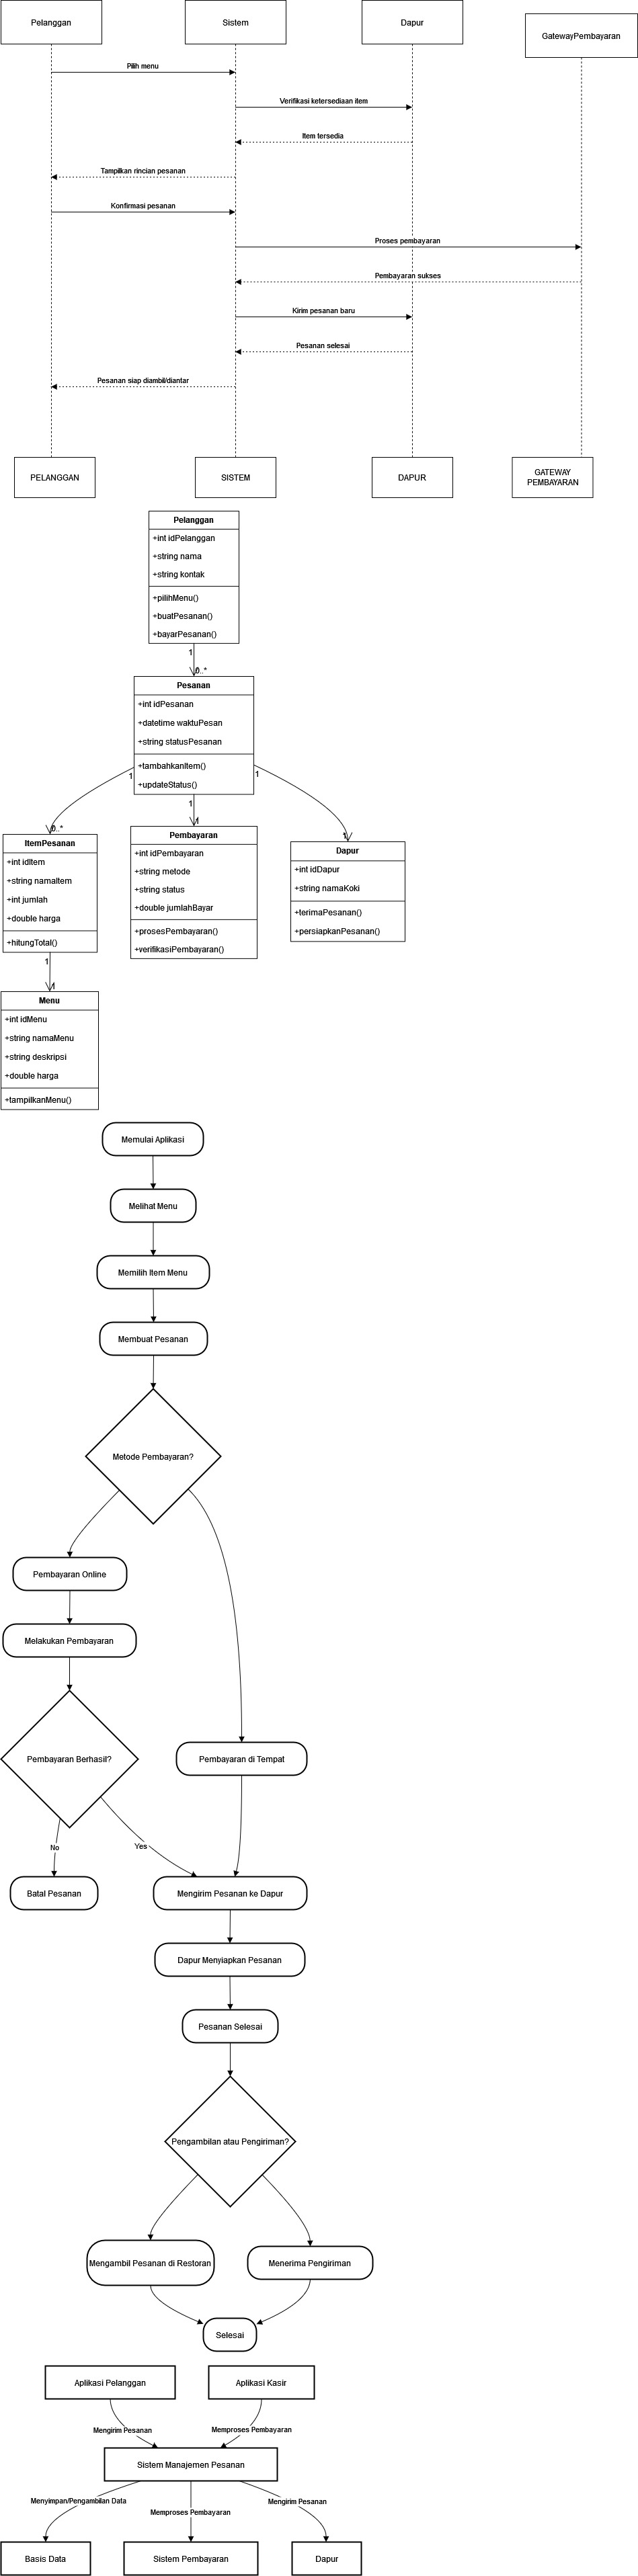 Pelanggan
Sistem
Dapur
GatewayPembayaran
Pilih menu
Verifikasi ketersediaan item
Item tersedia
Tampilkan rincian pesanan
Konfirmasi pesanan
Proses pembayaran
Pembayaran sukses
Kirim pesanan baru
Pesanan selesai
Pesanan siap diambil/diantar
PELANGGAN
SISTEM
DAPUR
GATEWAY
PEMBAYARAN
Pelanggan
+int idPelanggan
+string nama
+string kontak
+pilihMenu()
+buatPesanan()
+bayarPesanan()
1
0..*
Pesanan
+int idPesanan
+datetime waktuPesan
+string statusPesanan
+tambahkanItem()
+updateStatus()
1
1
1
0..*
1
1
ItemPesanan
+int idItem
+string namaItem
+int jumlah
+double harga
+hitungTotal()
Pembayaran
+int idPembayaran
+string metode
+string status
+double jumlahBayar
+prosesPembayaran()
+verifikasiPembayaran()
Dapur
+int idDapur
+string namaKoki
+terimaPesanan()
+persiapkanPesanan()
1
1
Menu
+int idMenu
+string namaMenu
+string deskripsi
+double harga
+tampilkanMenu()
Memulai Aplikasi
Melihat Menu
Memilih Item Menu
Membuat Pesanan
Metode Pembayaran?
Pembayaran Online
Melakukan Pembayaran
Pembayaran Berhasil?
Pembayaran di Tempat
No
Yes
Batal Pesanan
Mengirim Pesanan ke Dapur
Dapur Menyiapkan Pesanan
Pesanan Selesai
Pengambilan atau Pengiriman?
Mengambil Pesanan di Restoran
Menerima Pengiriman
Selesai
Aplikasi Pelanggan
Aplikasi Kasir
Mengirim Pesanan
Memproses Pembayaran
Sistem Manajemen Pesanan
Menyimpan/Pengambilan Data
Memproses Pembayaran
Mengirim Pesanan
Basis Data
Sistem Pembayaran
Dapur